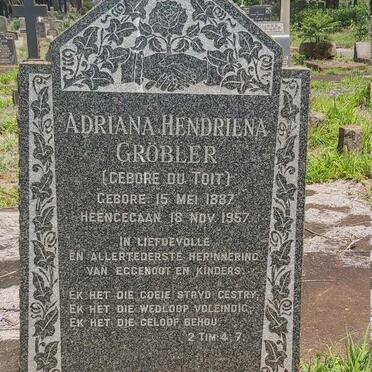 ADRIANA HENDRIENA
GROBLER
(GEBORE DU TOIT)
GEBORE: 15 MEI 1887
HEENGEGAAN 18 NOV. 1957.
IN LIEFDEVOLLE
EN ALLERTEDERSTE HERINNERING
VAN EGGENOOT EN KINDERS.
EK HET DIE GOEIE STRYD GESTRY,
EK HET DIE WEDLOOP VOLEINDIG,
EK HET DIE GELOOF BEHOU.
2 TIM. 4. 7.